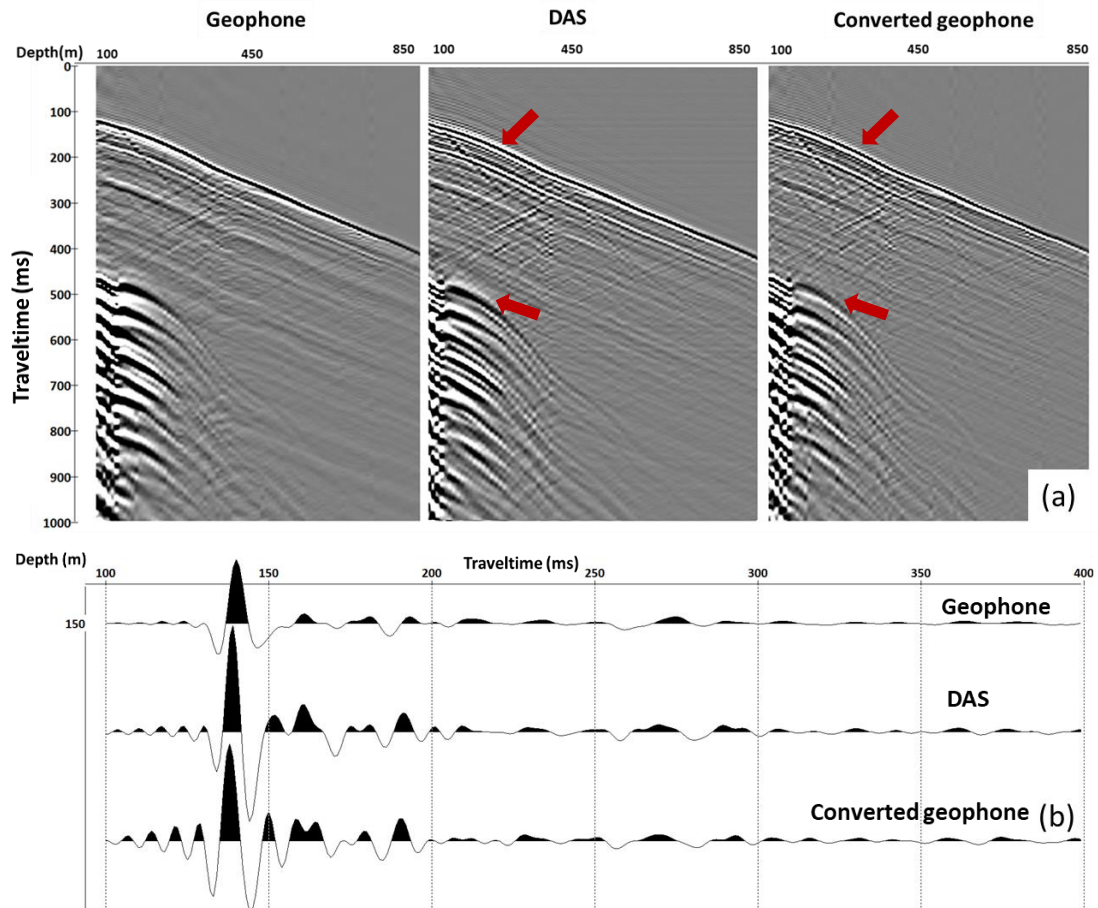 Geophone DAS Converted geophone
Depth(m) 100 450 850 100 450 850 100 450 850
0
100
200
300
400
500
600
700
800
900
1000
Traveltime (ms)
(a)
Depth (m) Traveltime (ms)
100 150 200 250 300 350 400
150
Geophone
DAS
Converted geophone (b)